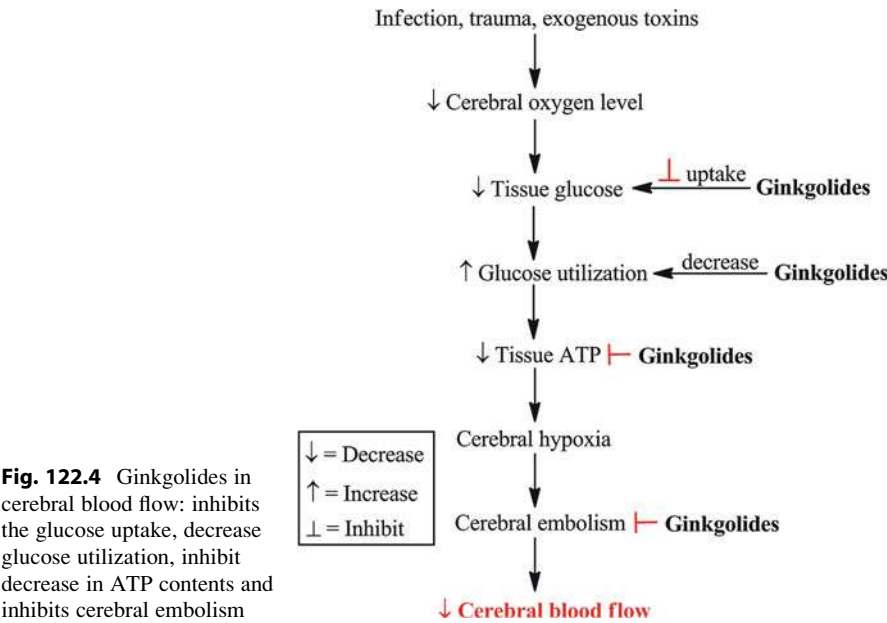 Infection, trauma, exogenous toxins
↓ Cerebral oxygen level
↓ Tissue glucose
⊥ uptake
Ginkgolides
↑ Glucose utilization
decrease
Ginkgolides
↓ Tissue ATP
Ginkgolides
Cerebral hypoxia
↓ = Decrease
↑ = Increase
⊥ = Inhibit
Cerebral embolism
Ginkgolides
↓ Cerebral blood flow
Fig. 122.4 Ginkgolides in
cerebral blood flow: inhibits
the glucose uptake, decrease
glucose utilization, inhibit
decrease in ATP contents and
inhibits cerebral embolism